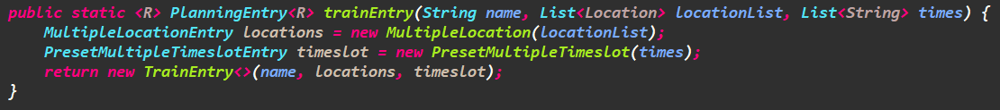 public static <R> PlanningEntry<R> trainEntry(String name, List<Location> locationList, List<String> times) {
    MultipleLocationEntry locations = new MultipleLocation(locationList);
    PresetMultipleTimeslotEntry timeslot = new PresetMultipleTimeslot(times);
    return new TrainEntry<>(name, locations, timeslot);
}